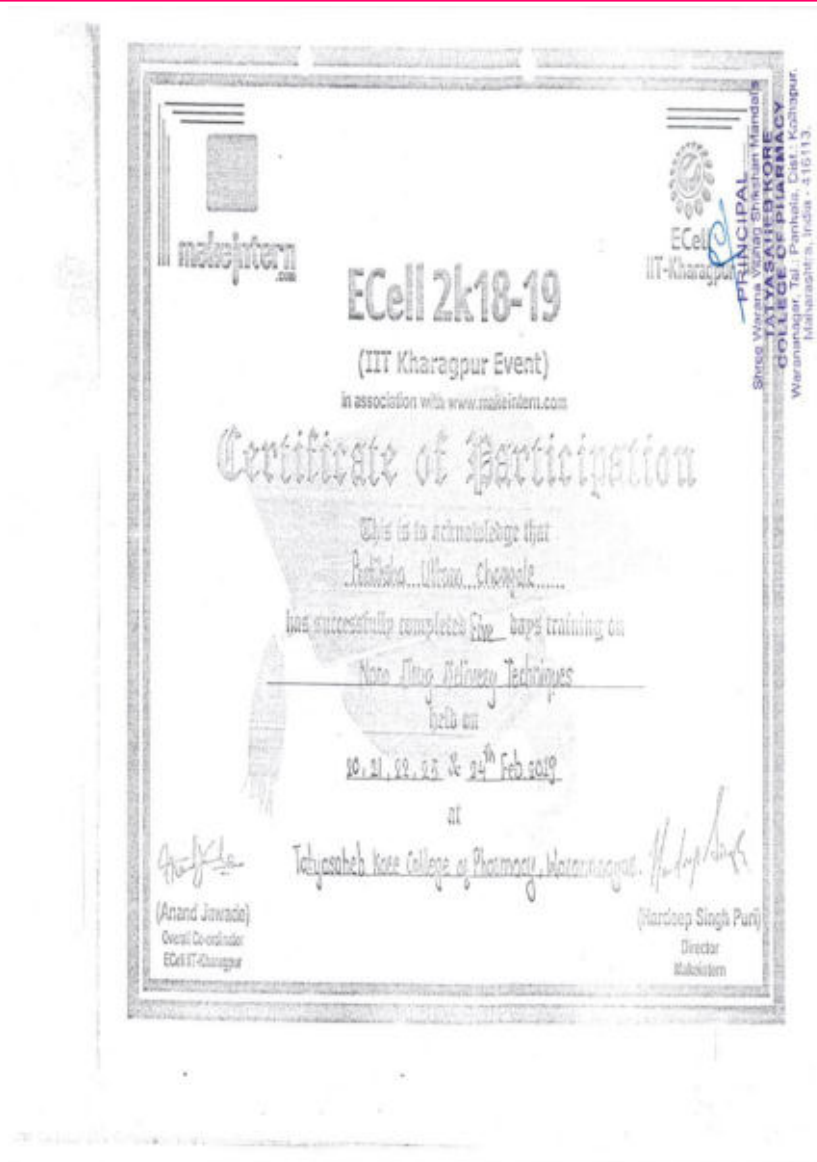 makeintern
.com
ECell
IIT-Kharagpur
PRINCIPAL
Shree Warana Vibhag Shikshan Mandal's
TATYASAHEB KORE
COLLEGE OF PHARMACY
Warananagar, Tal.: Panhala, Dist.: Kolhapur.
Maharashtra, India - 416113.
ECell 2k18-19
(IIT Kharagpur Event)
in association with www.makeintern.com
Certificate of Participation
This is to acknowledge that
Chougale
has successfully completed Five days training on
Nano Drug Delivery Techniques
held on
20, 21, 22, 23 & 24th Feb 2019
at
Tatyasaheb Kore College of Pharmacy, Warananagar.
(Anand Jawade)
Overall Co-ordinator
ECell IIT-Kharagpur
(Hardeep Singh Puri)
Director
Makeintern